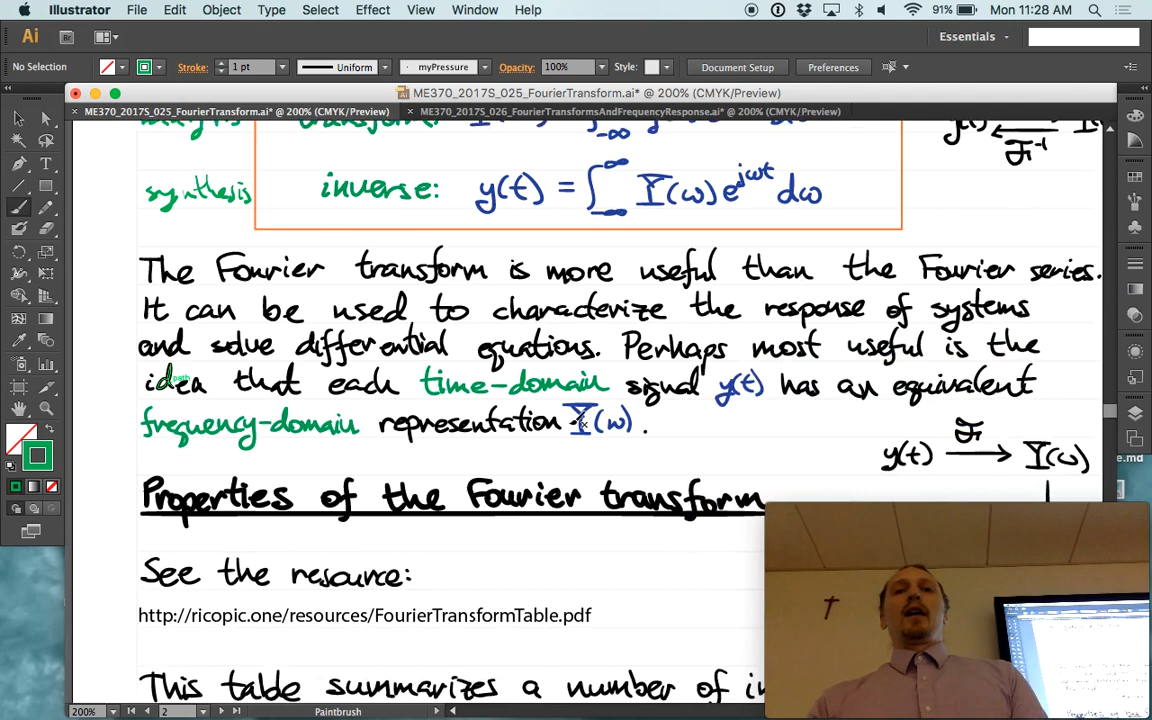 Illustrator File Edit Object Type Select Effect View Window Help 91% Mon 11:28 AM
Ai Br Essentials
No Selection Stroke: 1 pt Uniform myPressure Opacity: 100% Style: Document Setup Preferences
ME370_2017S_025_FourierTransform.ai* @ 200% (CMYK/Preview)
ME370_2017S_025_FourierTransform.ai* @ 200% (CMYK/Preview) ME370_2017S_026_FourierTransformsAndFrequencyResponse.ai* @ 200% (CMYK/Preview)
synthesis inverse: y(t) = ∫_{-∞}^{∞} Y(ω) e^{jωt} dω
The Fourier transform is more useful than the Fourier series.
It can be used to characterize the response of systems
and solve differential equations. Perhaps most useful is the
idea that each time-domain signal y(t) has an equivalent
path
frequency-domain representation Y(ω).
y(t) →^{ℱ} Y(ω)
e.md
Properties of the Fourier transform
See the resource:
http://ricopic.one/resources/FourierTransformTable.pdf
This table summarizes a number of
200% 2 Paintbrush